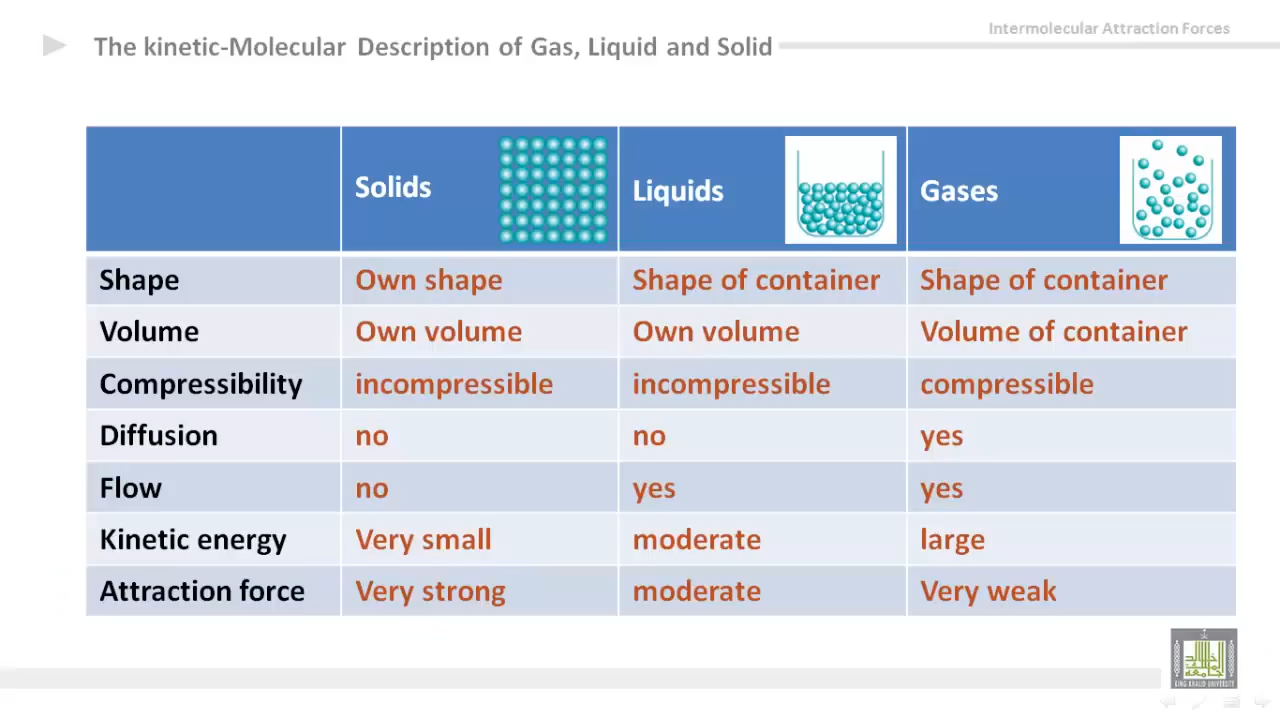 Intermolecular Attraction Forces
The kinetic-Molecular Description of Gas, Liquid and Solid
Solids Liquids Gases
Shape Own shape Shape of container Shape of container
Volume Own volume Own volume Volume of container
Compressibility incompressible incompressible compressible
Diffusion no no yes
Flow no yes yes
Kinetic energy Very small moderate large
Attraction force Very strong moderate Very weak
KING KHALID UNIVERSITY